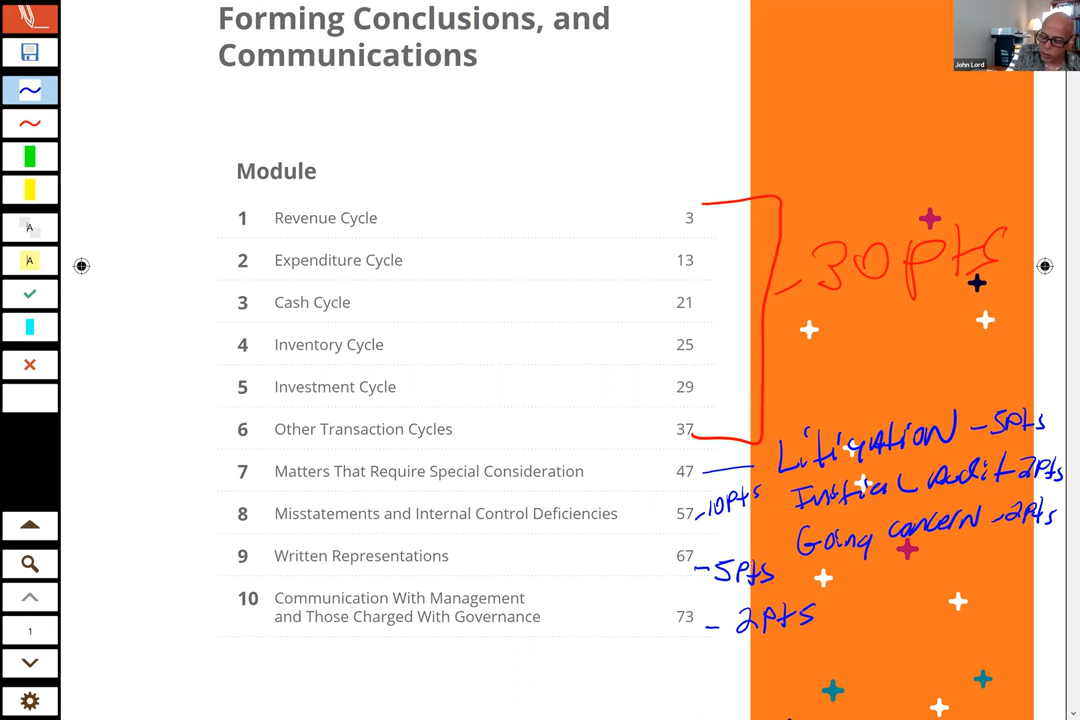 Forming Conclusions, and
Communications
John Lord
Module
1 Revenue Cycle 3
2 Expenditure Cycle 13
3 Cash Cycle 21
4 Inventory Cycle 25
5 Investment Cycle 29
6 Other Transaction Cycles 37
-30pts
7 Matters That Require Special Consideration 47
Litigation -5pts
Initial Audit 2pts
Going concern -2pts
8 Misstatements and Internal Control Deficiencies 57
-10pts
9 Written Representations 67
-5pts
10 Communication With Management
and Those Charged With Governance 73
- 2pts
A
A
1